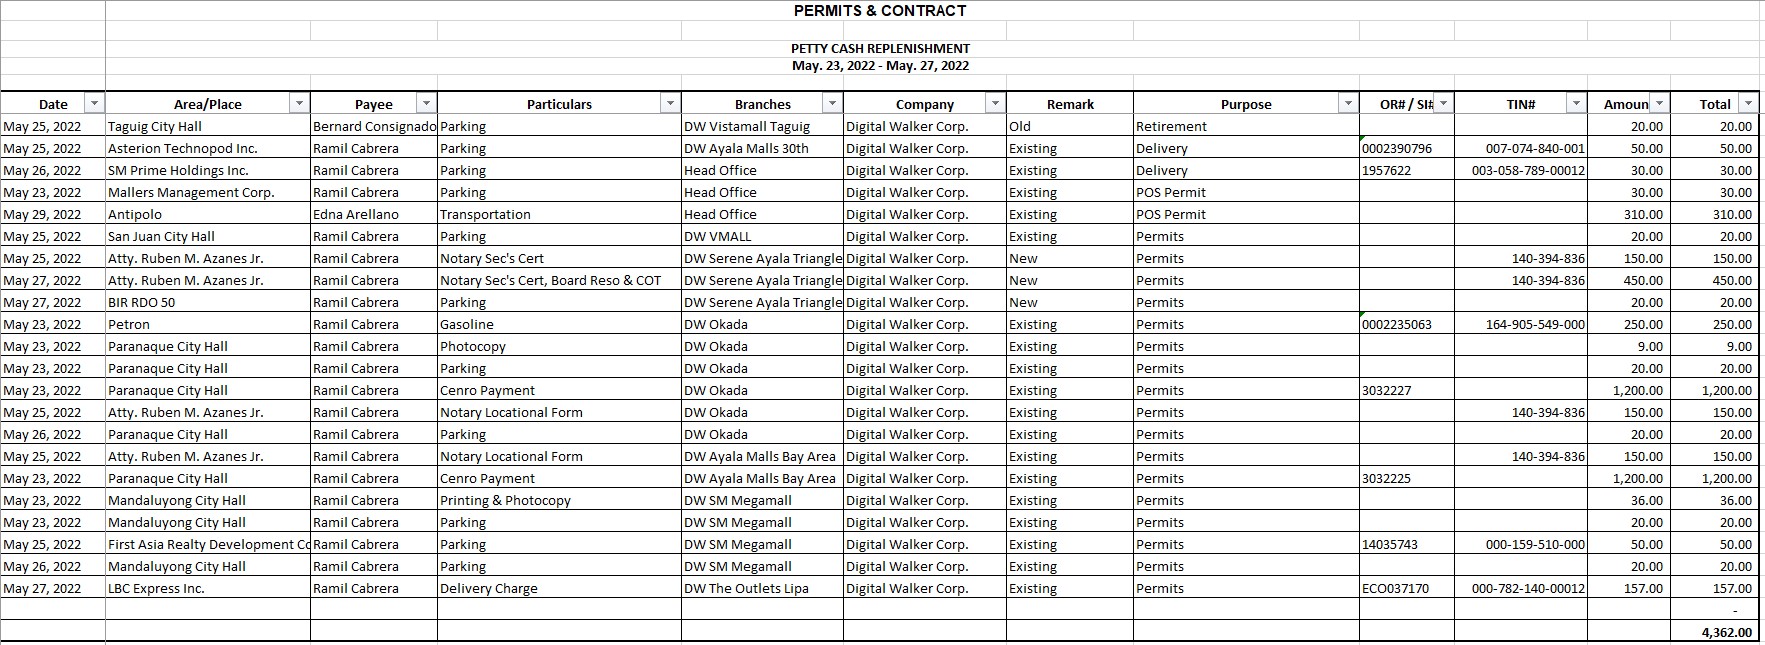 PERMITS & CONTRACT
PETTY CASH REPLENISHMENT
May. 23, 2022 - May. 27, 2022
Date Area/Place Payee Particulars Branches Company Remark Purpose OR# / SI# TIN# Amoun Total
May 25, 2022 Taguig City Hall Bernard Consignado Parking DW Vistamall Taguig Digital Walker Corp. Old Retirement 20.00 20.00
May 25, 2022 Asterion Technopod Inc. Ramil Cabrera Parking DW Ayala Malls 30th Digital Walker Corp. Existing Delivery 0002390796 007-074-840-001 50.00 50.00
May 26, 2022 SM Prime Holdings Inc. Ramil Cabrera Parking Head Office Digital Walker Corp. Existing Delivery 1957622 003-058-789-00012 30.00 30.00
May 23, 2022 Mallers Management Corp. Ramil Cabrera Parking Head Office Digital Walker Corp. Existing POS Permit 30.00 30.00
May 29, 2022 Antipolo Edna Arellano Transportation Head Office Digital Walker Corp. Existing POS Permit 310.00 310.00
May 25, 2022 San Juan City Hall Ramil Cabrera Parking DW VMALL Digital Walker Corp. Existing Permits 20.00 20.00
May 25, 2022 Atty. Ruben M. Azanes Jr. Ramil Cabrera Notary Sec's Cert DW Serene Ayala Triangle Digital Walker Corp. New Permits 140-394-836 150.00 150.00
May 27, 2022 Atty. Ruben M. Azanes Jr. Ramil Cabrera Notary Sec's Cert, Board Reso & COT DW Serene Ayala Triangle Digital Walker Corp. New Permits 140-394-836 450.00 450.00
May 27, 2022 BIR RDO 50 Ramil Cabrera Parking DW Serene Ayala Triangle Digital Walker Corp. New Permits 20.00 20.00
May 23, 2022 Petron Ramil Cabrera Gasoline DW Okada Digital Walker Corp. Existing Permits 0002235063 164-905-549-000 250.00 250.00
May 23, 2022 Paranaque City Hall Ramil Cabrera Photocopy DW Okada Digital Walker Corp. Existing Permits 9.00 9.00
May 23, 2022 Paranaque City Hall Ramil Cabrera Parking DW Okada Digital Walker Corp. Existing Permits 20.00 20.00
May 23, 2022 Paranaque City Hall Ramil Cabrera Cenro Payment DW Okada Digital Walker Corp. Existing Permits 3032227 1,200.00 1,200.00
May 25, 2022 Atty. Ruben M. Azanes Jr. Ramil Cabrera Notary Locational Form DW Okada Digital Walker Corp. Existing Permits 140-394-836 150.00 150.00
May 26, 2022 Paranaque City Hall Ramil Cabrera Parking DW Okada Digital Walker Corp. Existing Permits 20.00 20.00
May 25, 2022 Atty. Ruben M. Azanes Jr. Ramil Cabrera Notary Locational Form DW Ayala Malls Bay Area Digital Walker Corp. Existing Permits 140-394-836 150.00 150.00
May 23, 2022 Paranaque City Hall Ramil Cabrera Cenro Payment DW Ayala Malls Bay Area Digital Walker Corp. Existing Permits 3032225 1,200.00 1,200.00
May 23, 2022 Mandaluyong City Hall Ramil Cabrera Printing & Photocopy DW SM Megamall Digital Walker Corp. Existing Permits 36.00 36.00
May 23, 2022 Mandaluyong City Hall Ramil Cabrera Parking DW SM Megamall Digital Walker Corp. Existing Permits 20.00 20.00
May 25, 2022 First Asia Realty Development Co Ramil Cabrera Parking DW SM Megamall Digital Walker Corp. Existing Permits 14035743 000-159-510-000 50.00 50.00
May 26, 2022 Mandaluyong City Hall Ramil Cabrera Parking DW SM Megamall Digital Walker Corp. Existing Permits 20.00 20.00
May 27, 2022 LBC Express Inc. Ramil Cabrera Delivery Charge DW The Outlets Lipa Digital Walker Corp. Existing Permits ECO037170 000-782-140-00012 157.00 157.00
-
4,362.00